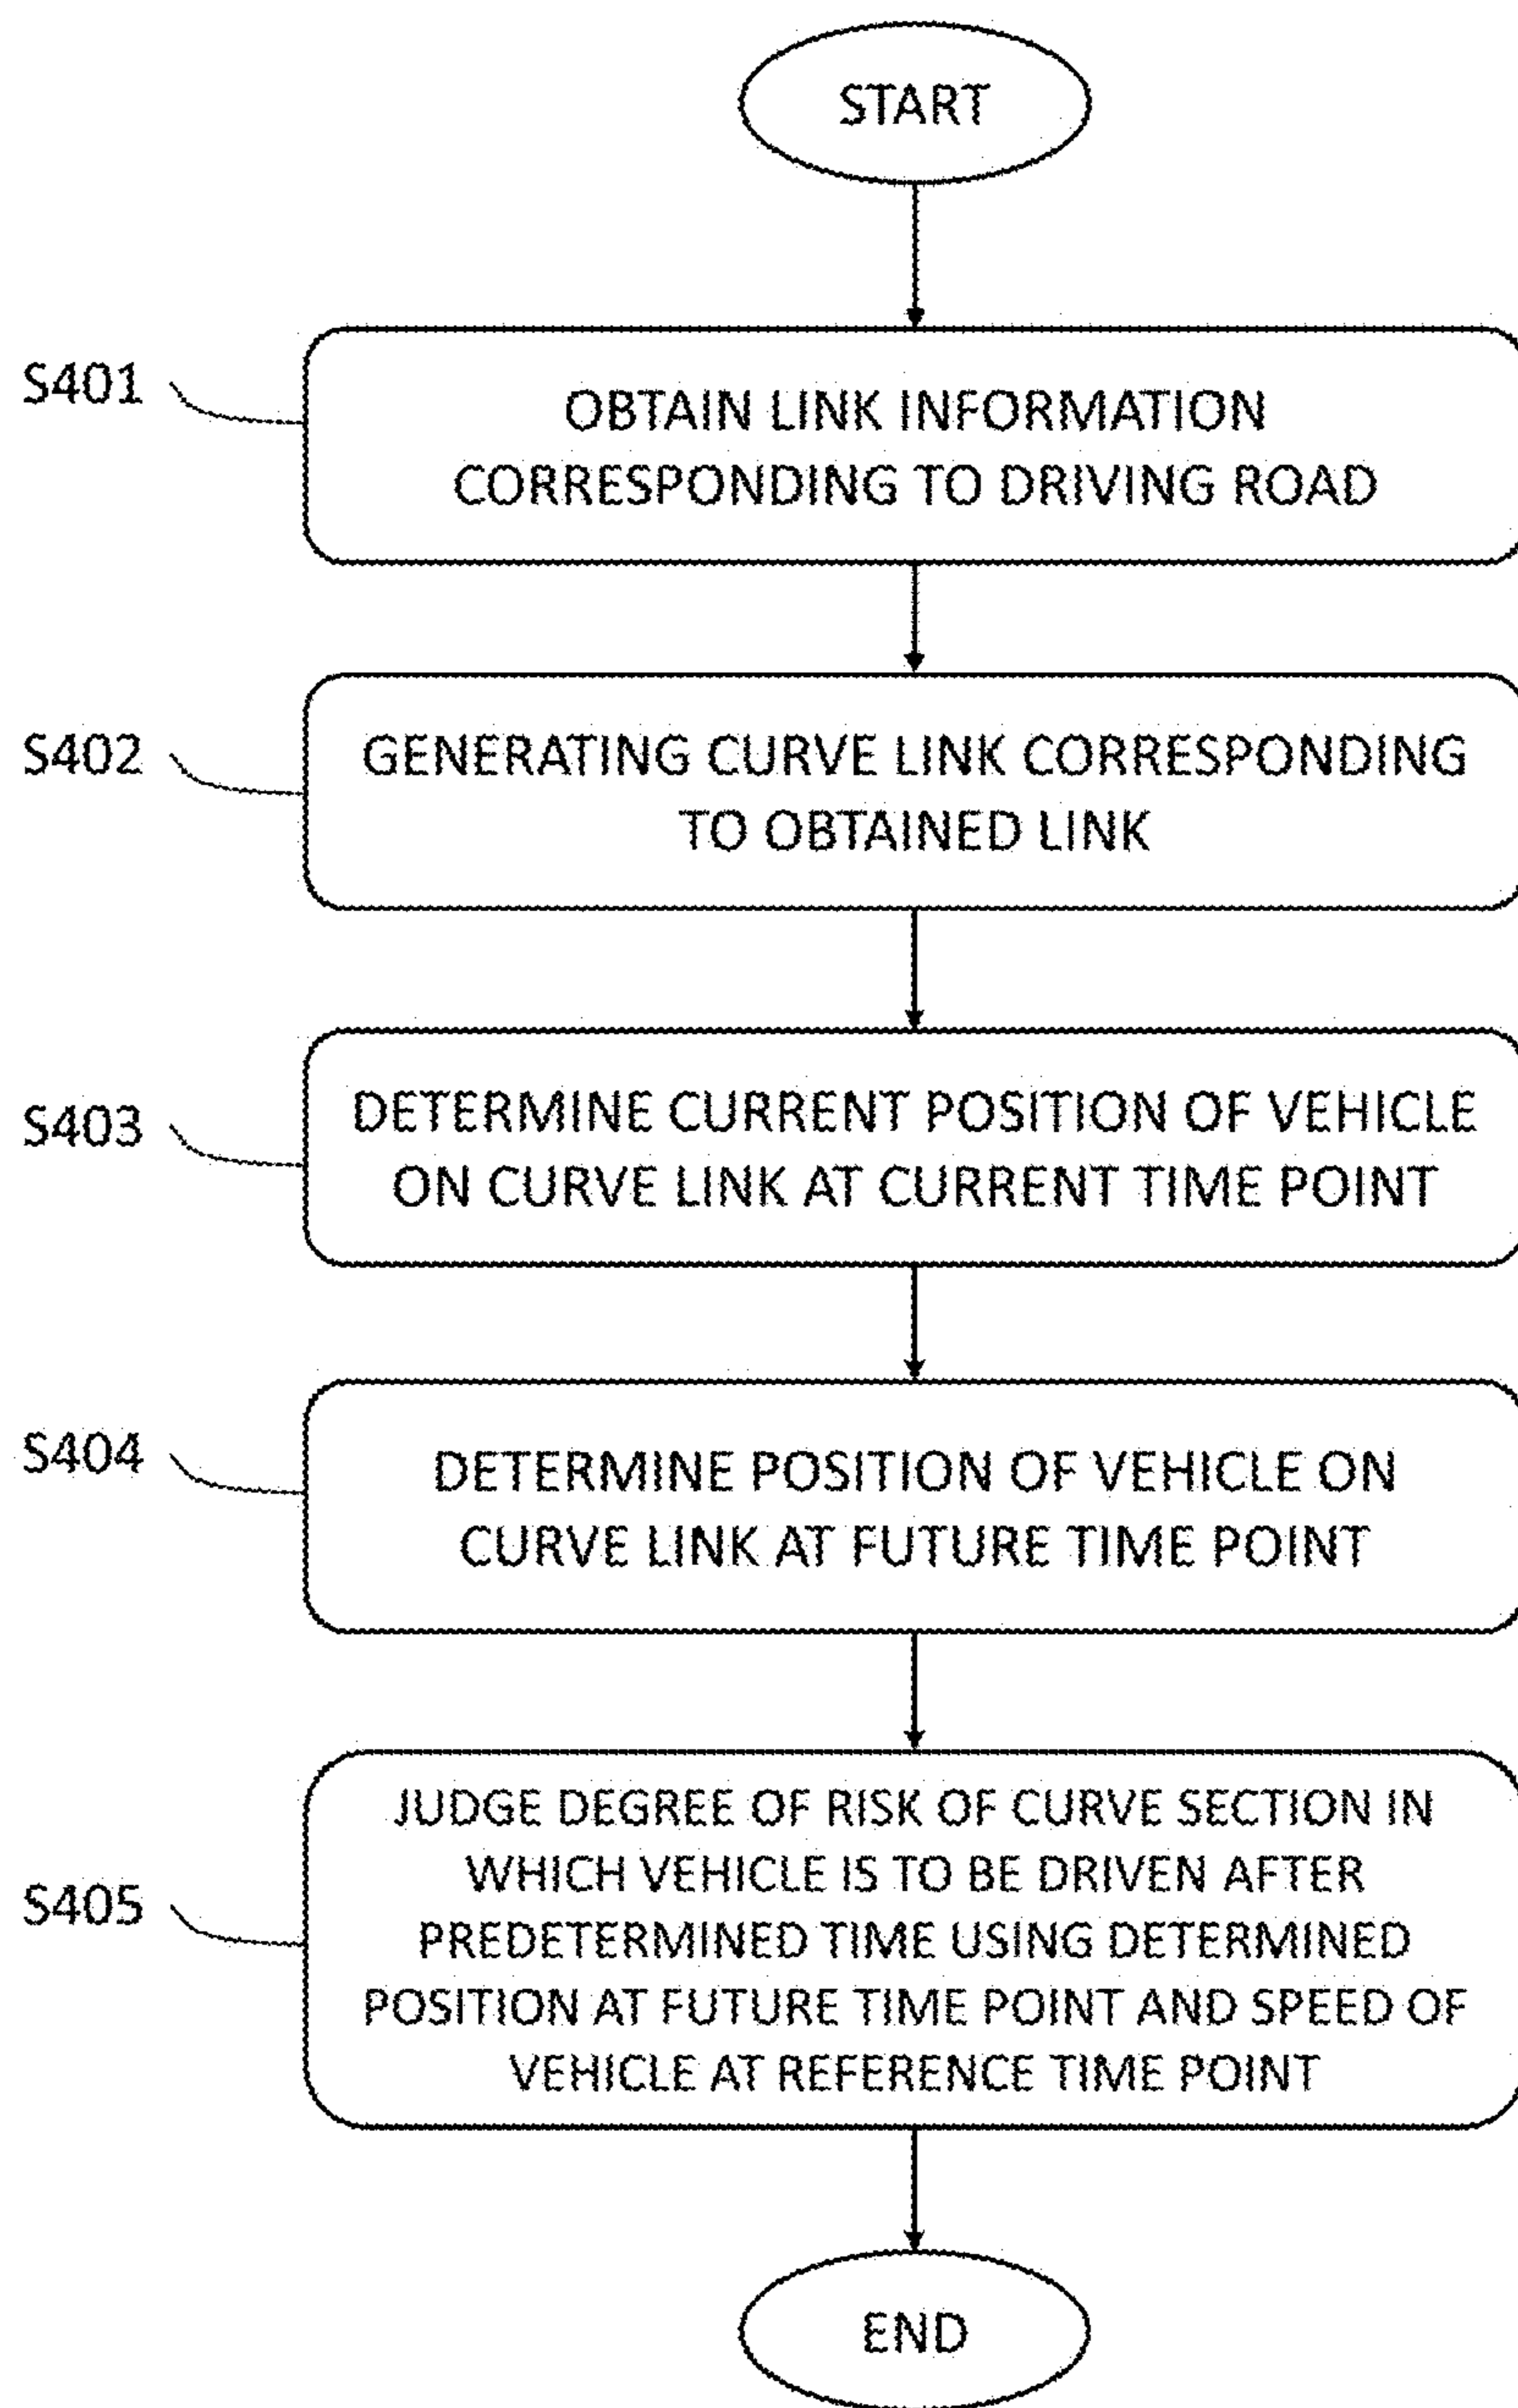 START
S401
OBTAIN LINK INFORMATION
CORRESPONDING TO DRIVING ROAD
S402
GENERATING CURVE LINK CORRESPONDING
TO OBTAINED LINK
S403
DETERMINE CURRENT POSITION OF VEHICLE
ON CURVE LINK AT CURRENT TIME POINT
S404
DETERMINE POSITION OF VEHICLE ON
CURVE LINK AT FUTURE TIME POINT
S405
JUDGE DEGREE OF RISK OF CURVE SECTION IN
WHICH VEHICLE IS TO BE DRIVEN AFTER
PREDETERMINED TIME USING DETERMINED
POSITION AT FUTURE TIME POINT AND SPEED OF
VEHICLE AT REFERENCE TIME POINT
END